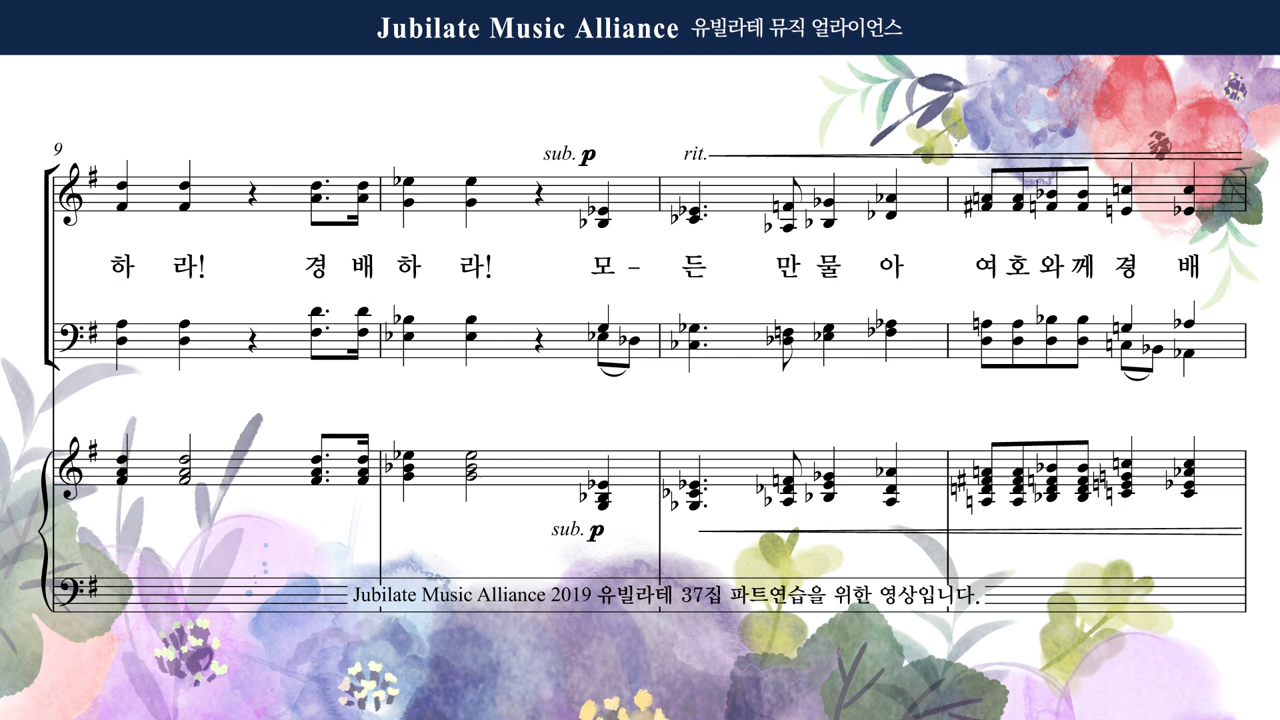 Jubilate Music Alliance 유빌라테 뮤직 얼라이언스
9
sub. p rit.
하 라! 경 배 하 라! 모 – 든 만 물 아 여 호 와 께 경 배
sub. p
Jubilate Music Alliance 2019 유빌라테 37집 파트연습을 위한 영상입니다.